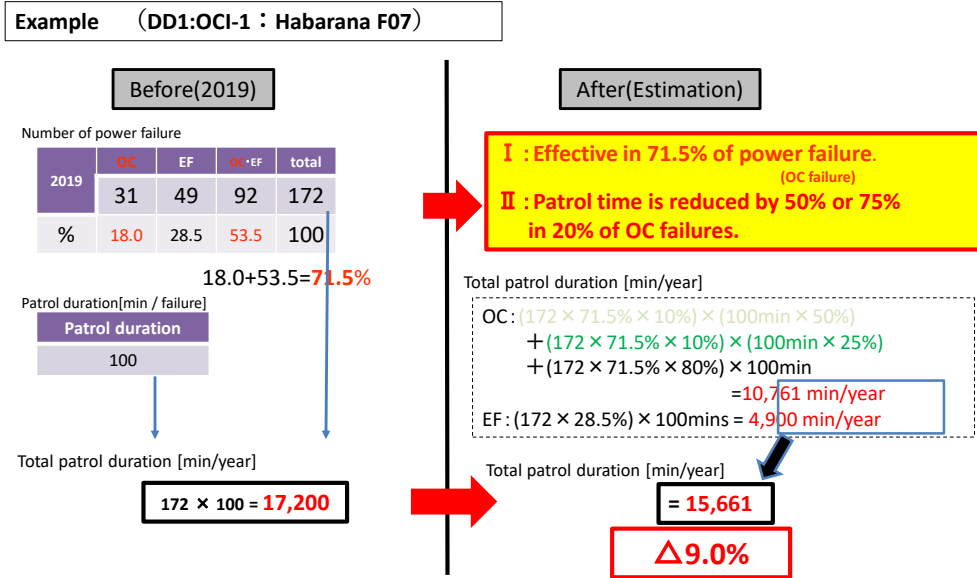 Example （DD1:OCI-1：Habarana F07）
Before(2019)
Number of power failure
2019 OC EF OC･EF total
31 49 92 172
% 18.0 28.5 53.5 100
18.0+53.5=71.5%
Patrol duration[min / failure]
Patrol duration
100
Total patrol duration [min/year]
172 × 100 = 17,200
After(Estimation)
Ⅰ：Effective in 71.5% of power failure.
(OC failure)
Ⅱ：Patrol time is reduced by 50% or 75%
in 20% of OC failures.
Total patrol duration [min/year]
OC：(172 × 71.5% × 10%) × (100min × 50%)
＋(172 × 71.5% × 10%) × (100min × 25%)
＋(172 × 71.5% × 80%) × 100min
=10,761 min/year
EF：(172 × 28.5%) × 100mins = 4,900 min/year
Total patrol duration [min/year]
= 15,661
△9.0%